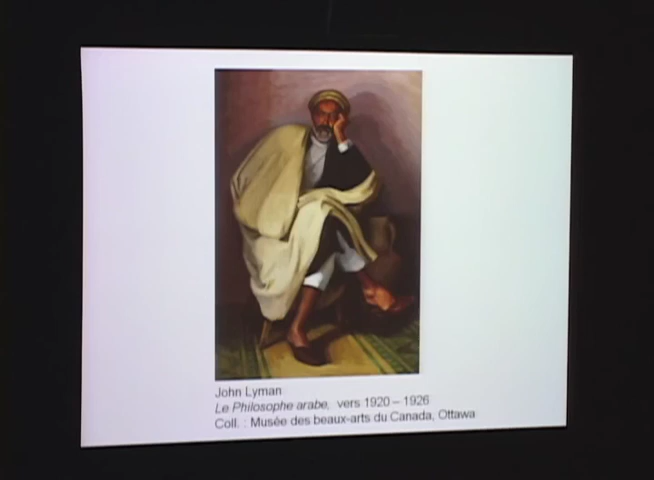 John Lyman
Le Philosophe arabe, vers 1920 – 1926
Coll. : Musée des beaux-arts du Canada, Ottawa